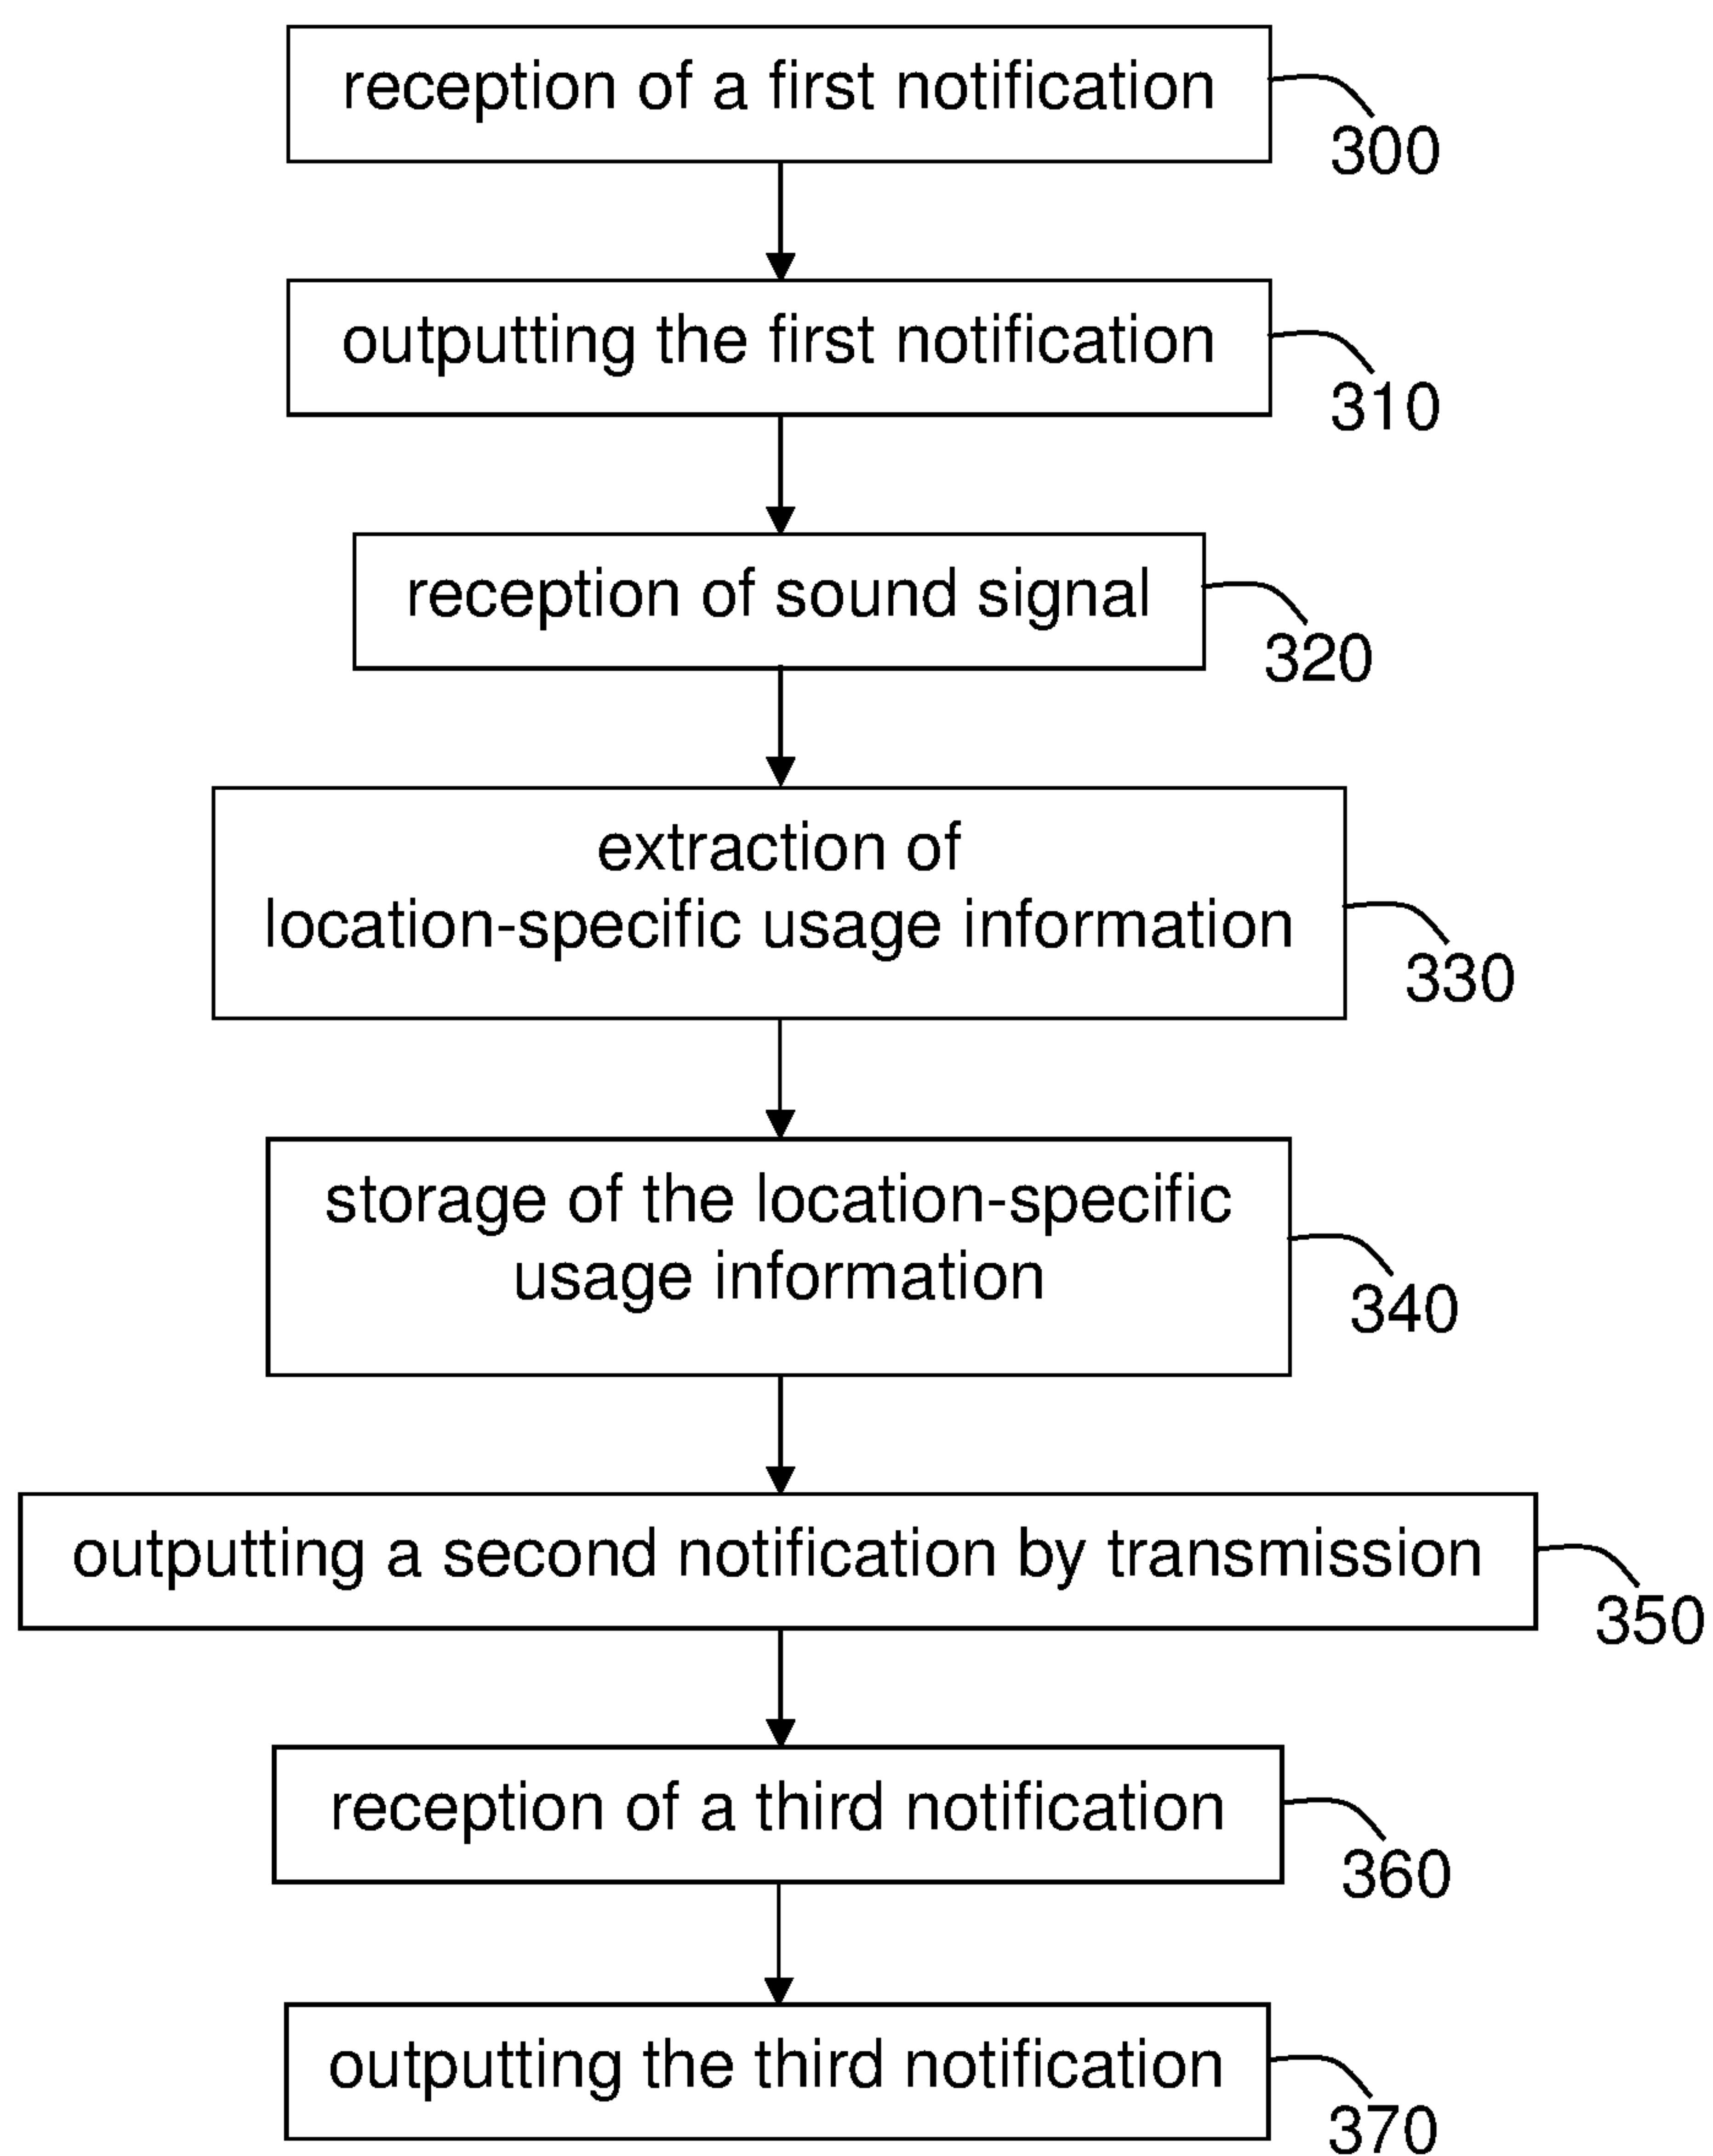 reception of a first notification
300
outputting the first notification
310
reception of sound signal
320
extraction of
location-specific usage information
330
storage of the location-specific
usage information
340
outputting a second notification by transmission
350
reception of a third notification
360
outputting the third notification
370